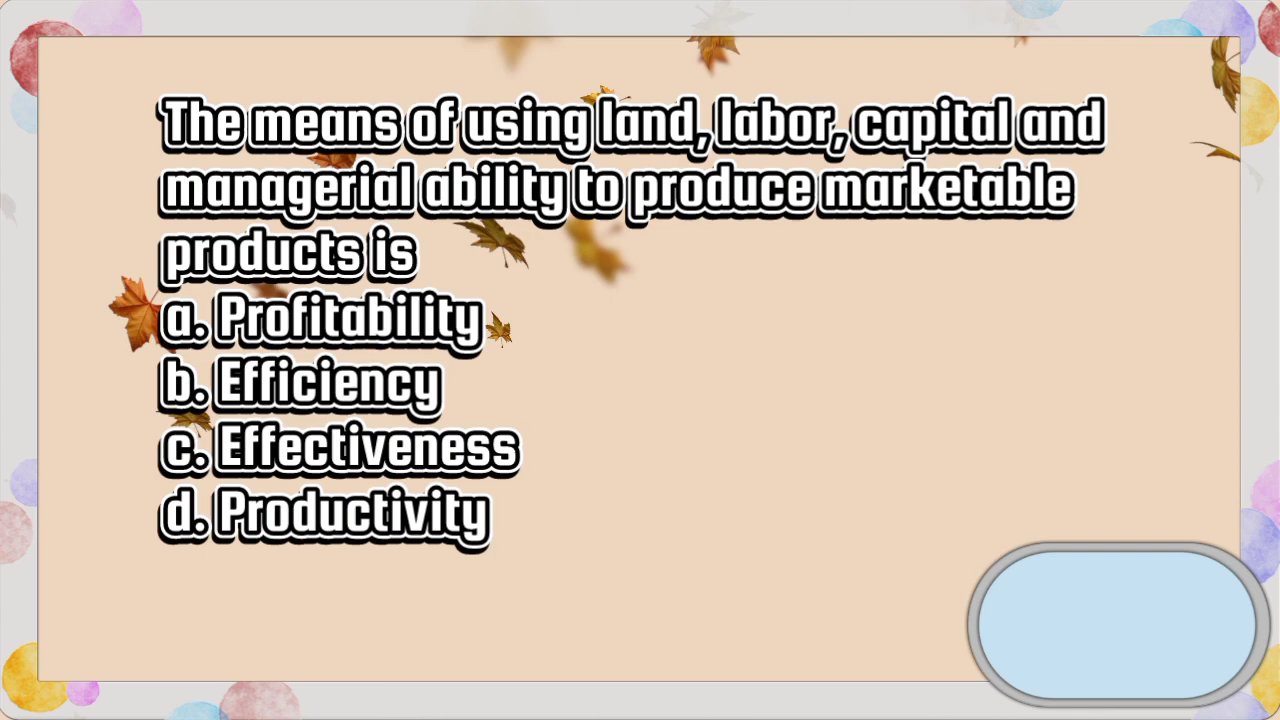 The means of using land, labor, capital and
managerial ability to produce marketable
products is
a. Profitability
b. Efficiency
c. Effectiveness
d. Productivity